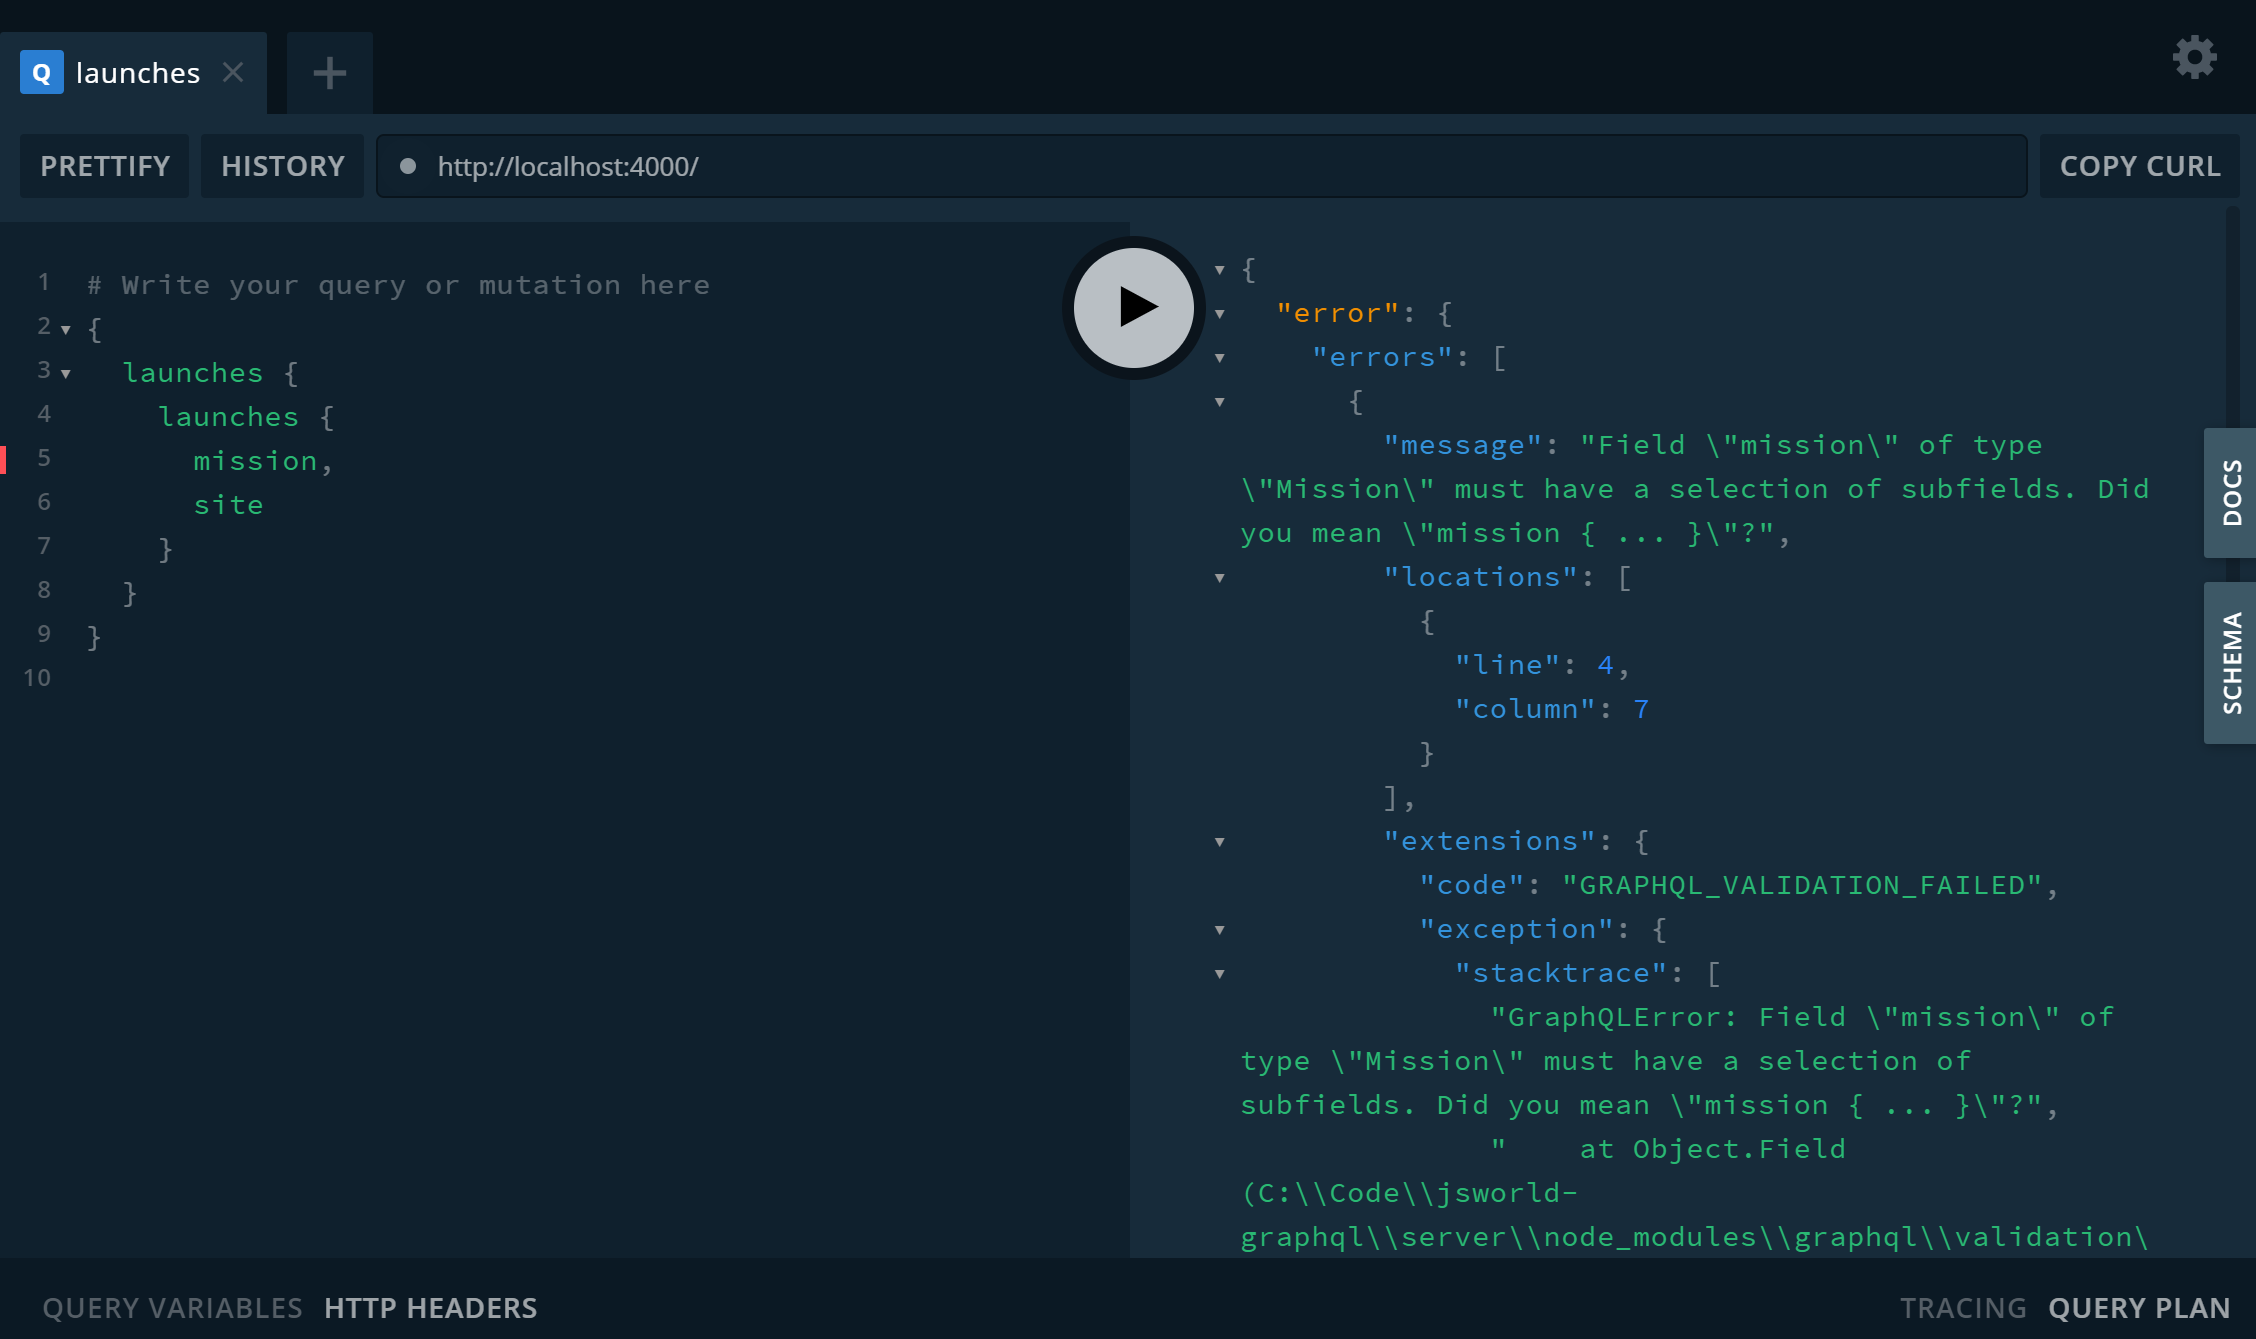 Q launches
PRETTIFY HISTORY http://localhost:4000/ COPY CURL
1 # Write your query or mutation here
2 {
3 launches {
4 launches {
5 mission,
6 site
7 }
8 }
9 }
10
{
"error": {
"errors": [
{
"message": "Field \"mission\" of type
\"Mission\" must have a selection of subfields. Did
you mean \"mission { ... }\"?",
"locations": [
{
"line": 4,
"column": 7
}
],
"extensions": {
"code": "GRAPHQL_VALIDATION_FAILED",
"exception": {
"stacktrace": [
"GraphQLError: Field \"mission\" of
type \"Mission\" must have a selection of
subfields. Did you mean \"mission { ... }\"?",
"    at Object.Field
(C:\\Code\\jsworld-
graphql\\server\\node_modules\\graphql\\validation\
DOCS
SCHEMA
QUERY VARIABLES HTTP HEADERS
TRACING QUERY PLAN